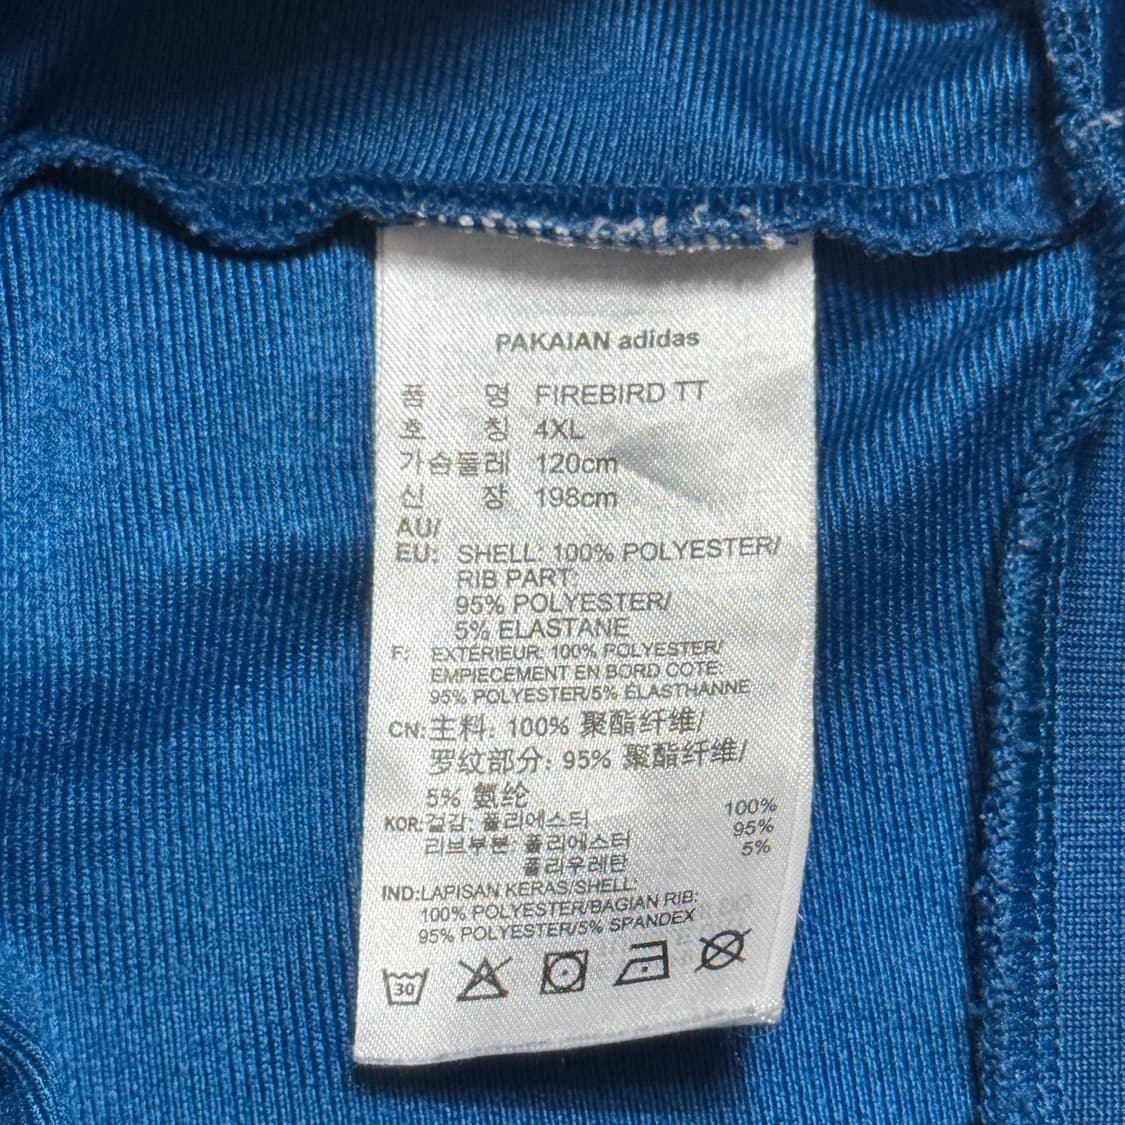 PAKAIAN adidas
품 명 FIREBIRD TT
호 칭 4XL
가슴둘레 120cm
신 장 198cm
AU/
EU: SHELL: 100% POLYESTER/
RIB PART:
95% POLYESTER/
5% ELASTANE
F: EXTÉRIEUR: 100% POLYESTER/
EMPIECEMENT EN BORD COTE:
95% POLYESTER/5% ÉLASTHANNE
CN: 主料: 100% 聚酯纤维/
罗纹部分: 95% 聚酯纤维/
5% 氨纶
KOR: 겉감: 폴리에스터 100%
리브부분: 폴리에스터 95%
폴리우레탄 5%
IND: LAPISAN KERAS/SHELL:
100% POLYESTER/BAGIAN RIB:
95% POLYESTER/5% SPANDEX
30